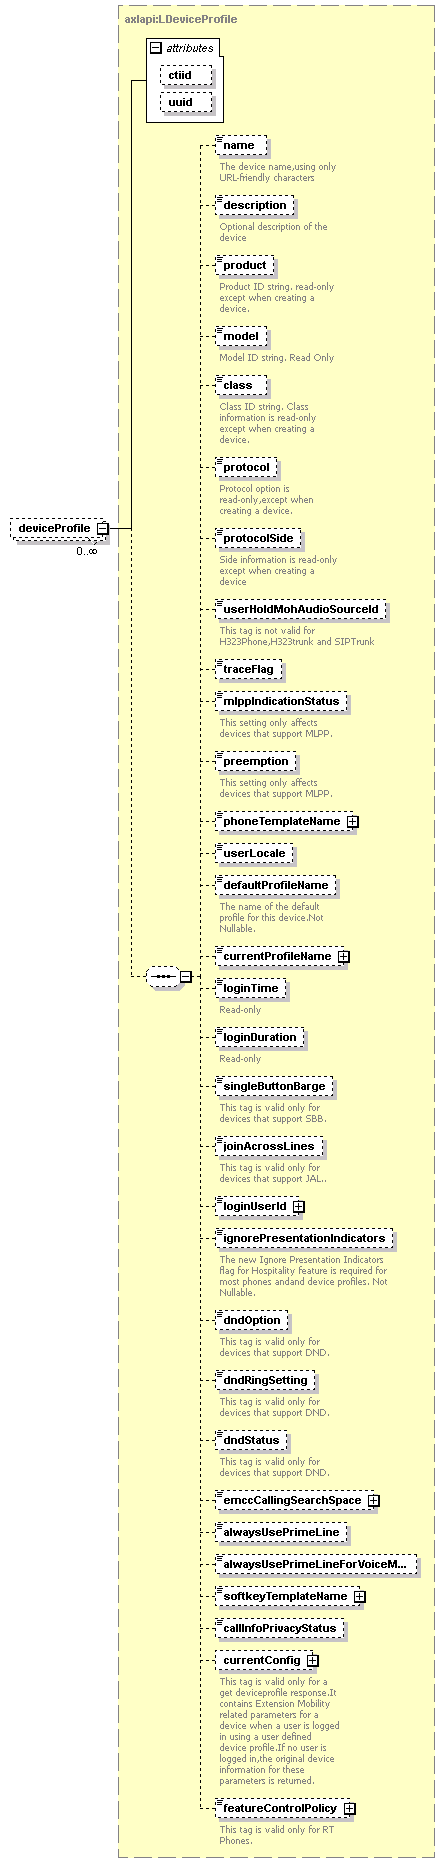 axlapi:LDeviceProfile
attributes
ctiid
uuid
name
The device name,using only
URL-friendly characters
description
Optional description of the
device
product
Product ID string. read-only
except when creating a
device.
model
Model ID string. Read Only
class
Class ID string. Class
information is read-only
except when creating a
device.
protocol
Protocol option is
read-only,except when
creating a device.
deviceProfile
0..∞
protocolSide
Side information is read-only
except when creating a
device
userHoldMohAudioSourceId
This tag is not valid for
H323Phone,H323trunk and SIPTrunk
traceFlag
mlppIndicationStatus
This setting only affects
devices that support MLPP.
preemption
This setting only affects
devices that support MLPP.
phoneTemplateName
userLocale
defaultProfileName
The name of the default
profile for this device.Not
Nullable.
currentProfileName
loginTime
Read-only
loginDuration
Read-only
singleButtonBarge
This tag is valid only for
devices that support SBB.
joinAcrossLines
This tag is valid only for
devices that support JAL..
loginUserId
ignorePresentationIndicators
The new Ignore Presentation Indicators
flag for Hospitality feature is required for
most phones andand device profiles. Not
Nullable.
dndOption
This tag is valid only for
devices that support DND.
dndRingSetting
This tag is valid only for
devices that support DND.
dndStatus
This tag is valid only for
devices that support DND.
emccCallingSearchSpace
alwaysUsePrimeLine
alwaysUsePrimeLineForVoiceM...
softkeyTemplateName
callInfoPrivacyStatus
currentConfig
This tag is valid only for a
get deviceprofile response.It
contains Extension Mobility
related parameters for a
device when a user is logged
in using a user defined
device profile.If no user is
logged in,the original device
information for these
parameters is returned.
featureControlPolicy
This tag is valid only for RT
Phones.